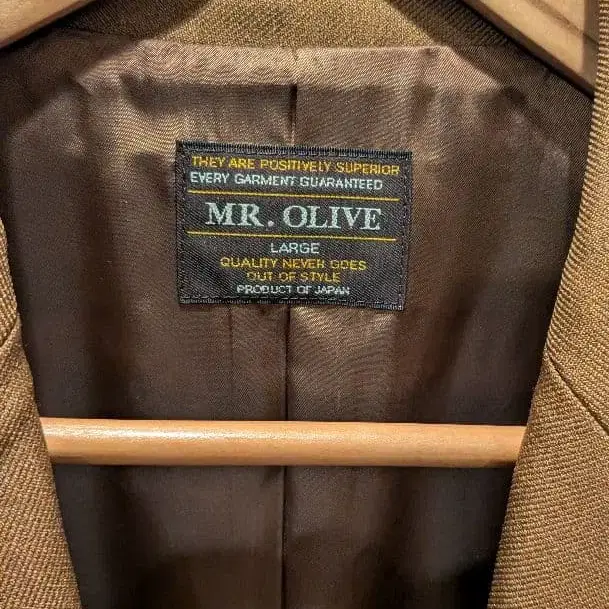 THEY ARE POSITIVELY SUPERIOR
EVERY GARMENT GUARANTEED
MR. OLIVE
LARGE
QUALITY NEVER GOES
OUT OF STYLE
PRODUCT OF JAPAN